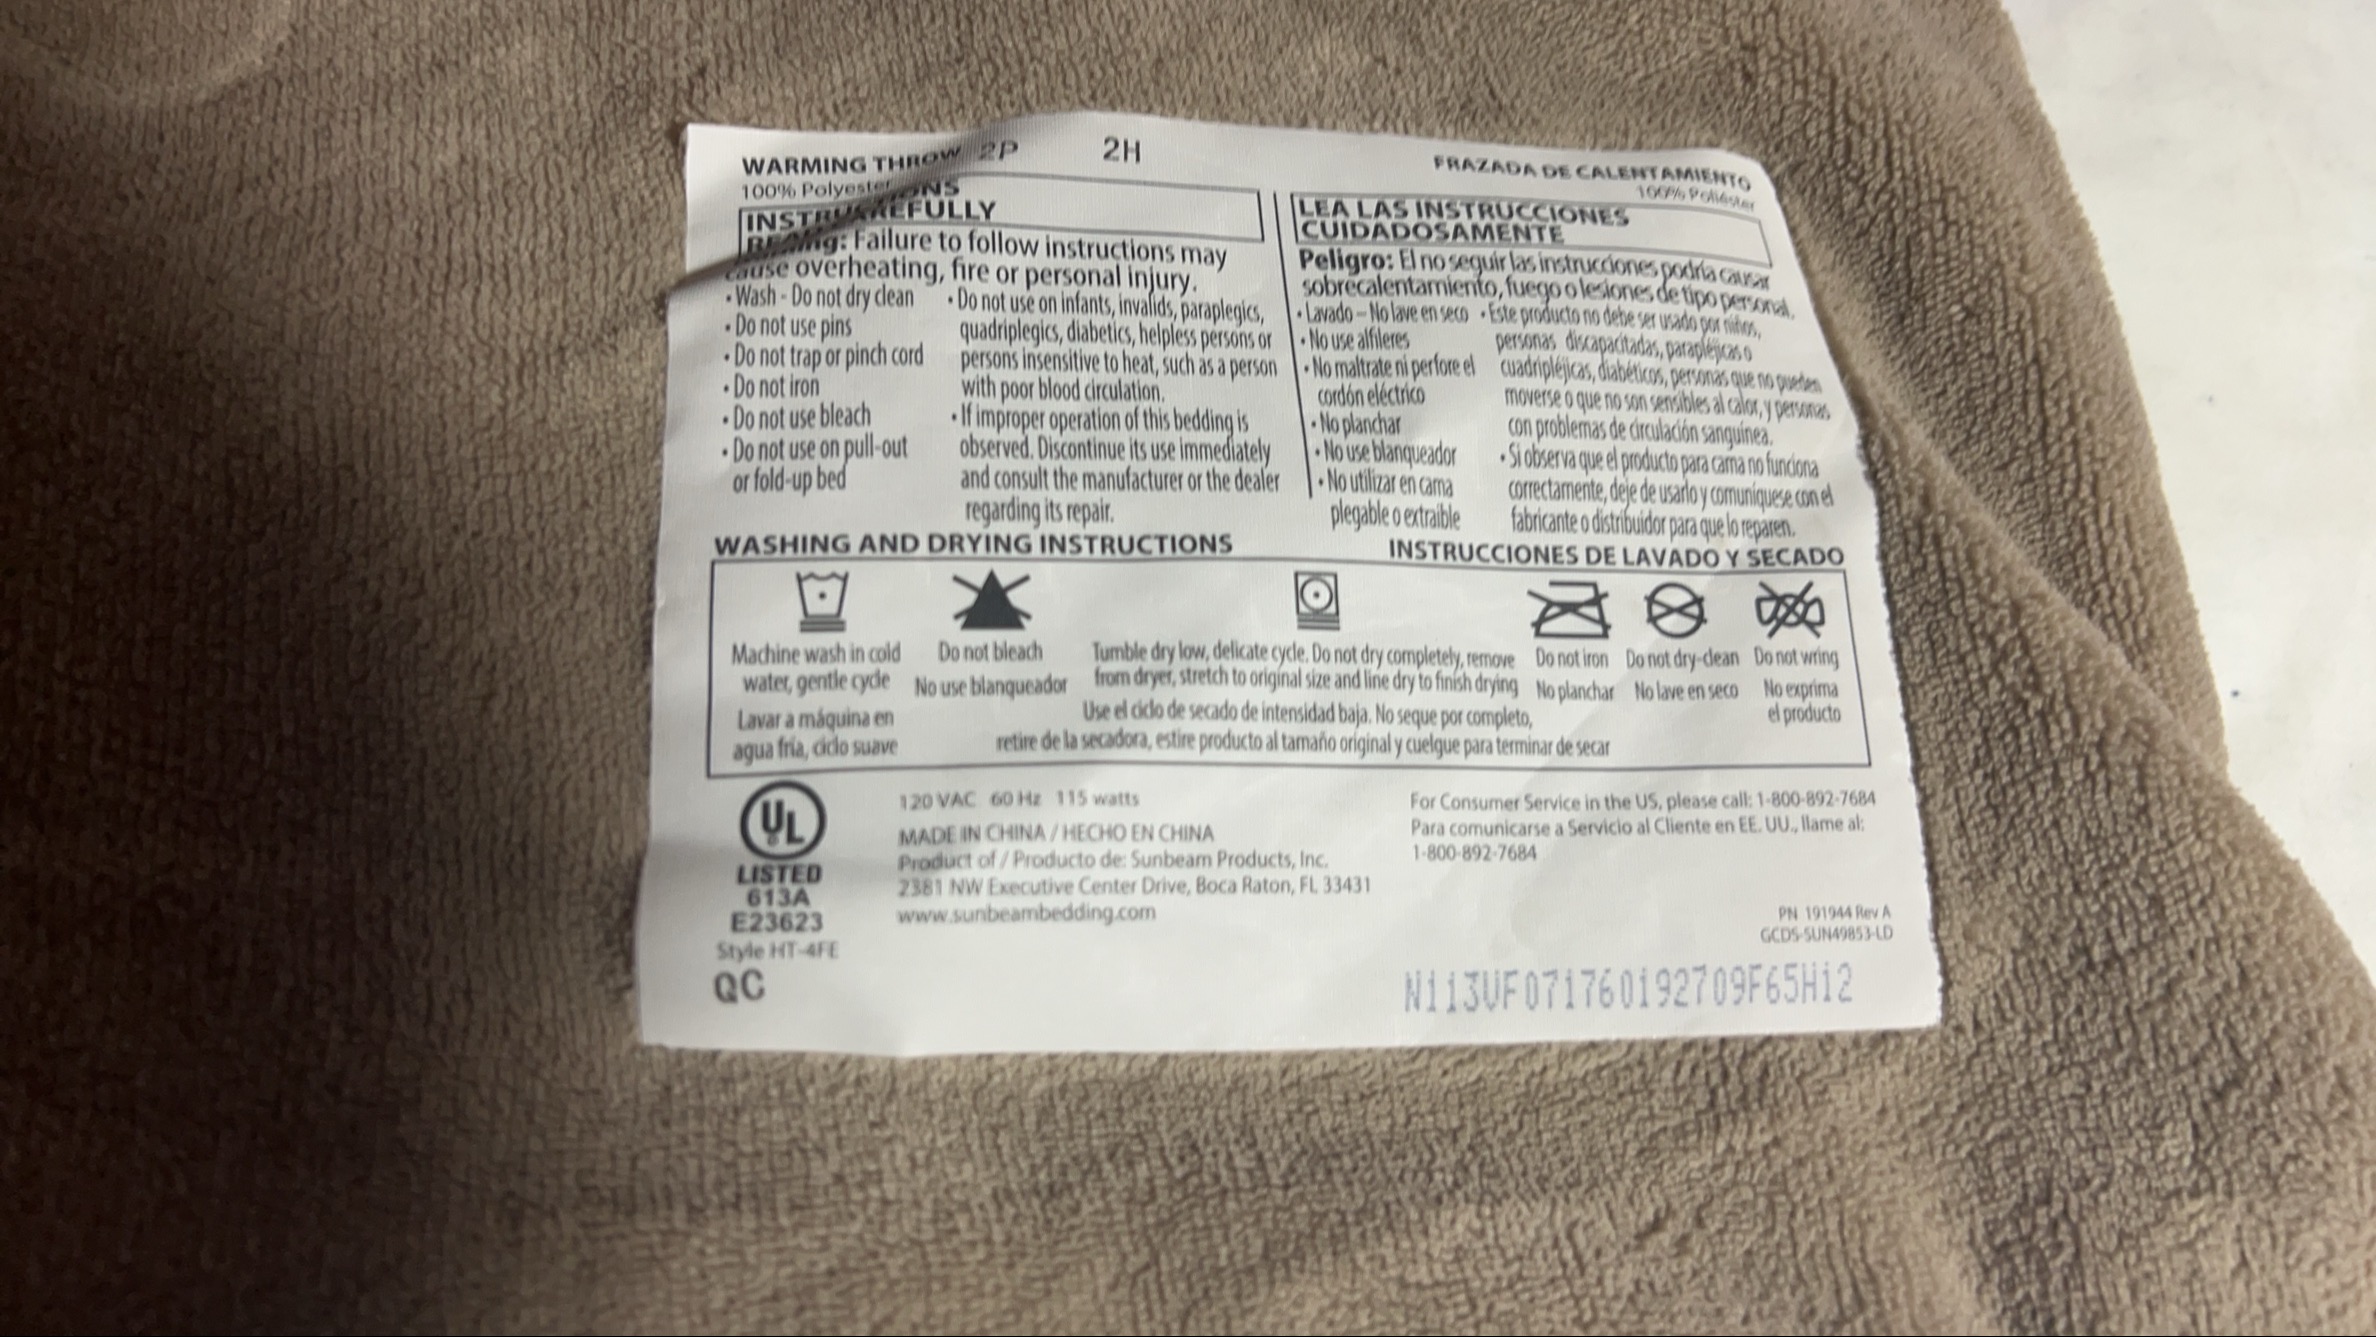 WARMING THROW 2P 2H
100% Polyester
INSTRU ONS
REA REFULLY
ng: Failure to follow instructions may
cause overheating, fire or personal injury.
• Wash - Do not dry clean
• Do not use pins
• Do not trap or pinch cord
• Do not iron
• Do not use bleach
• Do not use on pull-out
or fold-up bed
• Do not use on infants, invalids, paraplegics,
quadriplegics, diabetics, helpless persons or
persons insensitive to heat, such as a person
with poor blood circulation.
• If improper operation of this bedding is
observed. Discontinue its use immediately
and consult the manufacturer or the dealer
regarding its repair.
FRAZADA DE CALENTAMIENTO
100% Poliéster
LEA LAS INSTRUCCIONES
CUIDADOSAMENTE
Peligro: El no seguir las instrucciones podría causar
sobrecalentamiento, fuego o lesiones de tipo personal.
• Lavado – No lave en seco
• No use alfileres
• No maltrate ni perfore el
cordón eléctrico
• No planchar
• No use blanqueador
• No utilizar en cama
plegable o extraible
• Este producto no debe ser usado por niños,
personas discapacitadas, parapléjicas o
cuadripléjicas, diabéticos, personas que no pueden
moverse o que no son sensibles al calor, y personas
con problemas de circulación sanguínea.
• Si observa que el producto para cama no funciona
correctamente, deje de usarlo y comuníquese con el
fabricante o distribuidor para que lo reparen.
WASHING AND DRYING INSTRUCTIONS
INSTRUCCIONES DE LAVADO Y SECADO
Machine wash in cold
water, gentle cycle
Lavar a máquina en
agua fría, ciclo suave
Do not bleach
No use blanqueador
Tumble dry low, delicate cycle. Do not dry completely, remove
from dryer, stretch to original size and line dry to finish drying
Use el ciclo de secado de intensidad baja. No seque por completo,
retire de la secadora, estire producto al tamaño original y cuelgue para terminar de secar
Do not iron
No planchar
Do not dry-clean
No lave en seco
Do not wring
No exprima
el producto
UL
LISTED
613A
E23623
Style HT-4FE
QC
120 VAC 60 Hz 115 watts
MADE IN CHINA / HECHO EN CHINA
Product of / Producto de: Sunbeam Products, Inc.
2381 NW Executive Center Drive, Boca Raton, FL 33431
www.sunbeambedding.com
For Consumer Service in the US, please call: 1-800-892-7684
Para comunicarse a Servicio al Cliente en EE. UU., llame al:
1-800-892-7684
PN 191944 Rev A
GCDS-SUN49853-LD
N113VF071760192709F65H12